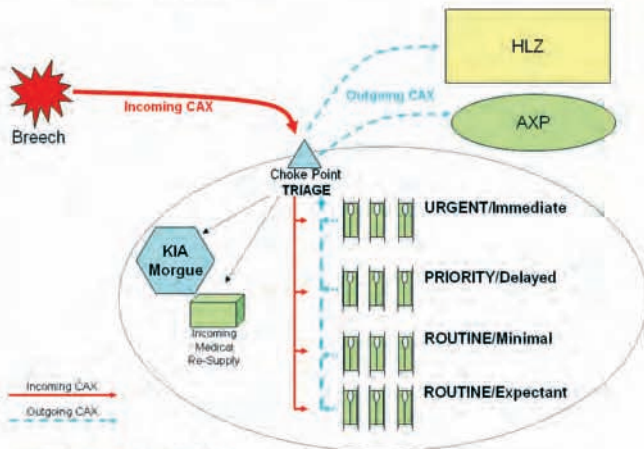 HLZ
Incoming CAX
Outgoing CAX
Breech
AXP
Choke Point
TRIAGE
URGENT/Immediate
KIA
Morgue
PRIORITY/Delayed
Incoming
Medical
Re-Supply
ROUTINE/Minimal
ROUTINE/Expectant
Incoming CAX
Outgoing CAX